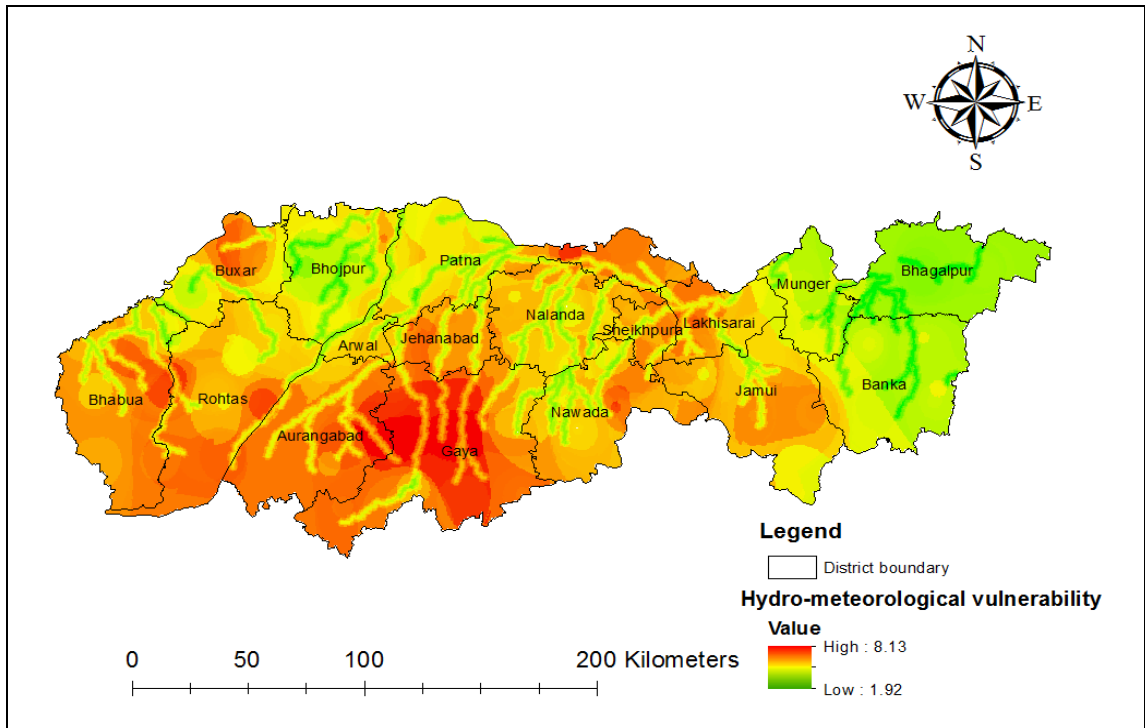 N
W E
S
Buxar
Bhojpur
Patna
Munger
Bhagalpur
Nalanda
Sheikhpura
Lakhisarai
Arwal
Jehanabad
Bhabua
Rohtas
Jamui
Banka
Nawada
Aurangabad
Gaya
Legend
District boundary
Hydro-meteorological vulnerability
Value
High : 8.13
Low : 1.92
0 50 100 200 Kilometers